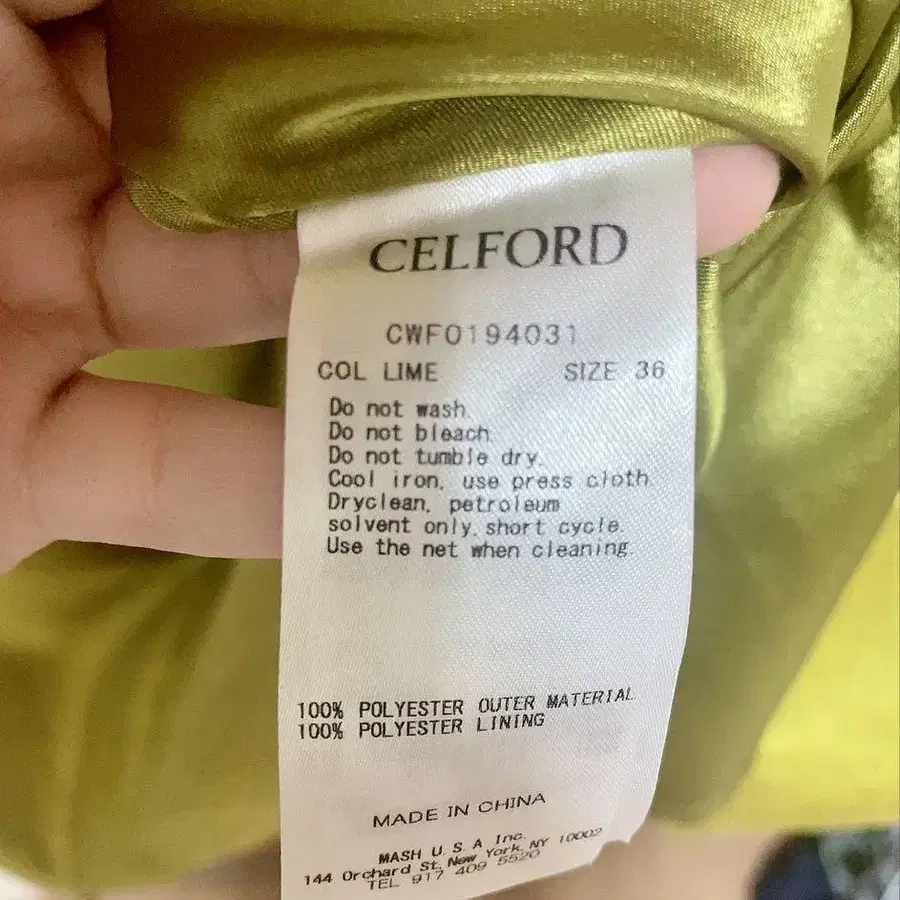 CELFORD
CWF0194031
COL LIME SIZE 36
Do not wash.
Do not bleach.
Do not tumble dry.
Cool iron, use press cloth.
Dryclean, petroleum
solvent only, short cycle.
Use the net when cleaning.
100% POLYESTER OUTER MATERIAL
100% POLYESTER LINING
MADE IN CHINA
MASH U.S.A Inc.
144 Orchard St, New York, NY 10002
TEL 917 409 5520